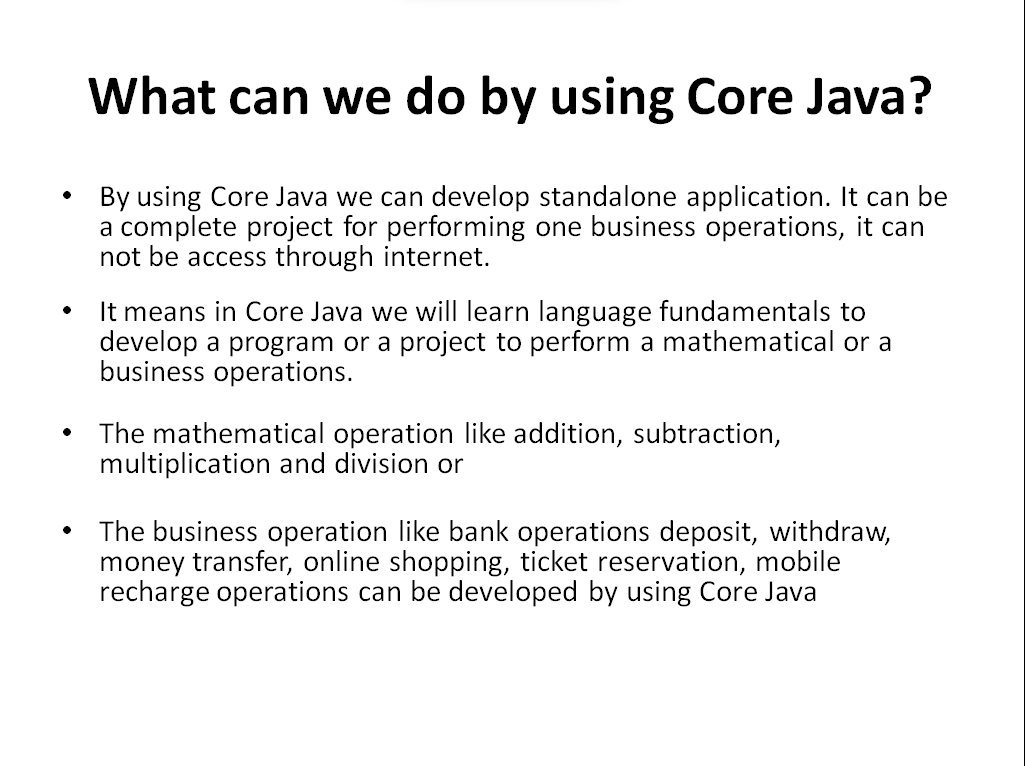 What can we do by using Core Java?
• By using Core Java we can develop standalone application. It can be
a complete project for performing one business operations, it can
not be access through internet.
• It means in Core Java we will learn language fundamentals to
develop a program or a project to perform a mathematical or a
business operations.
• The mathematical operation like addition, subtraction,
multiplication and division or
• The business operation like bank operations deposit, withdraw,
money transfer, online shopping, ticket reservation, mobile
recharge operations can be developed by using Core Java